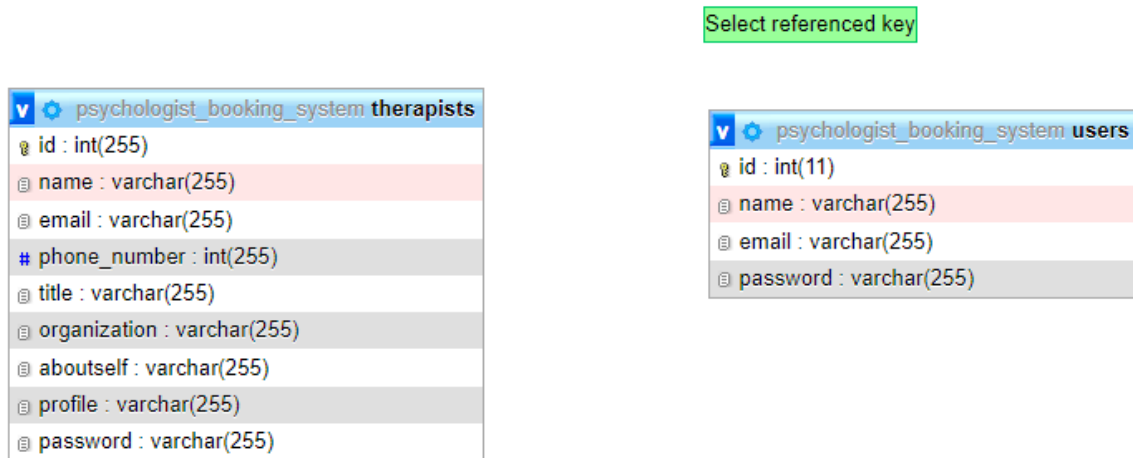 Select referenced key
v psychologist_booking_system therapists
id : int(255)
name : varchar(255)
email : varchar(255)
# phone_number : int(255)
title : varchar(255)
organization : varchar(255)
aboutself : varchar(255)
profile : varchar(255)
password : varchar(255)
v psychologist_booking_system users
id : int(11)
name : varchar(255)
email : varchar(255)
password : varchar(255)